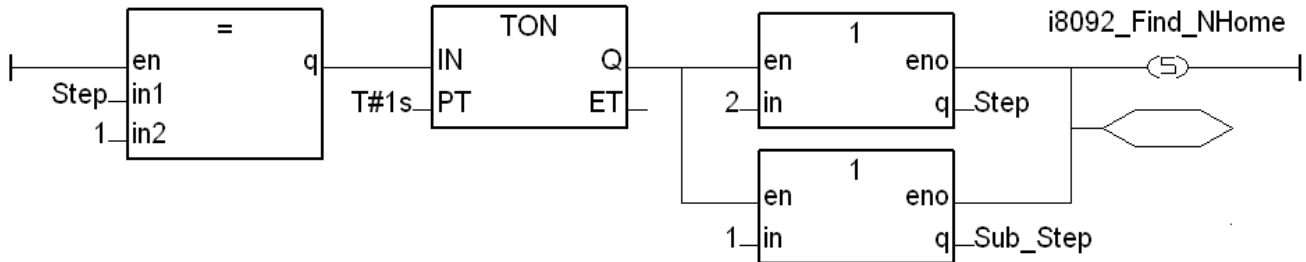 i8092_Find_NHome
= TON 1
en q IN Q en eno S
Step in1 T#1s PT ET 2 in q Step
1 in2
1
en eno
1 in q Sub_Step